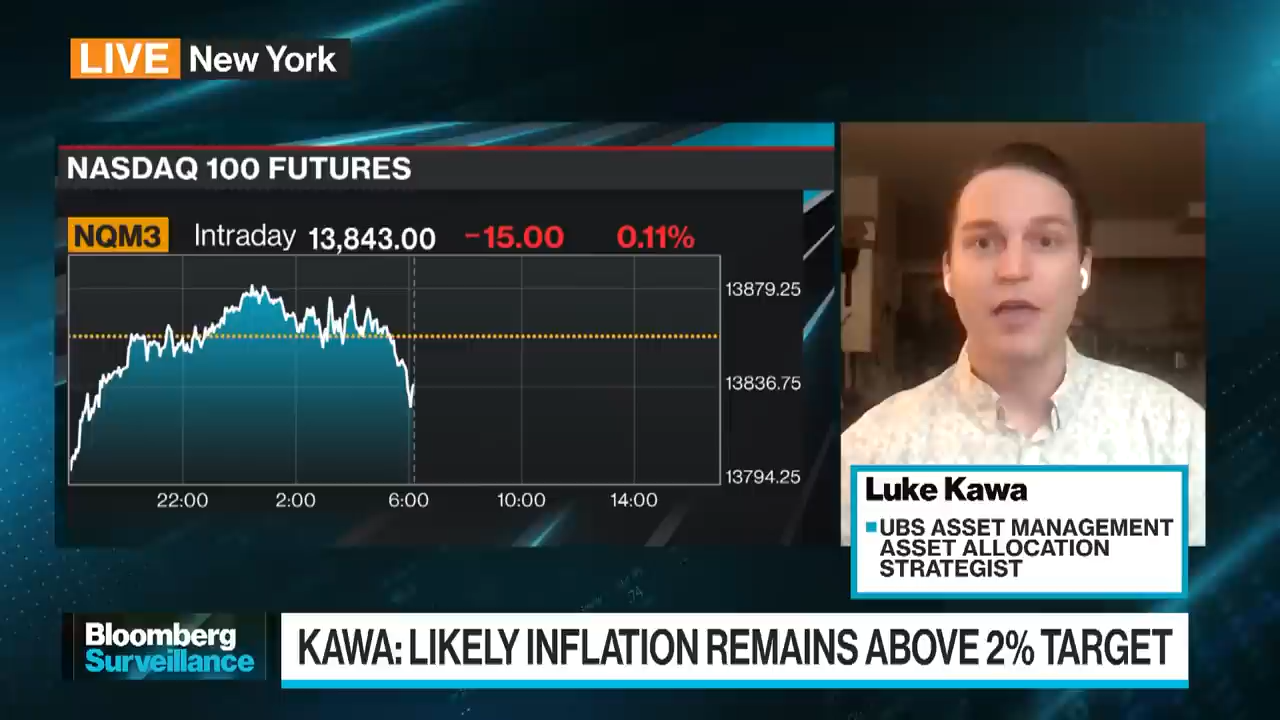 LIVE New York
NASDAQ 100 FUTURES
NQM3 Intraday 13,843.00 -15.00 0.11%
13879.25
13836.75
13794.25
22:00 2:00 6:00 10:00 14:00
Luke Kawa
UBS ASSET MANAGEMENT
ASSET ALLOCATION
STRATEGIST
Bloomberg
Surveillance
KAWA: LIKELY INFLATION REMAINS ABOVE 2% TARGET